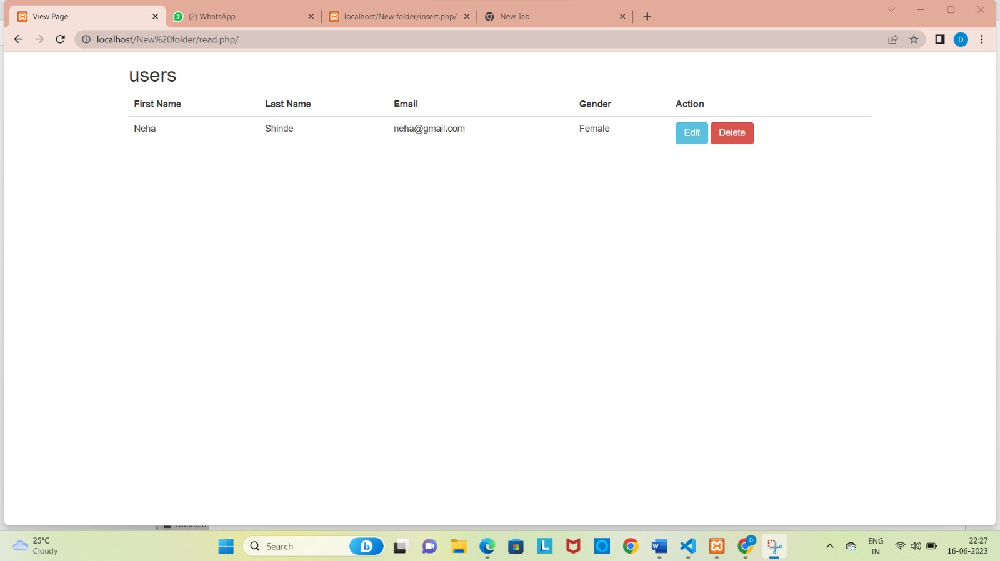 View Page
2 (2) WhatsApp
localhost/New folder/insert.php/
New Tab
localhost/New%20folder/read.php/
D
users
First Name Last Name Email Gender Action
Neha Shinde neha@gmail.com Female Edit Delete
25°C
Cloudy
Search
L
W
D
ENG
IN
22:27
16-06-2023